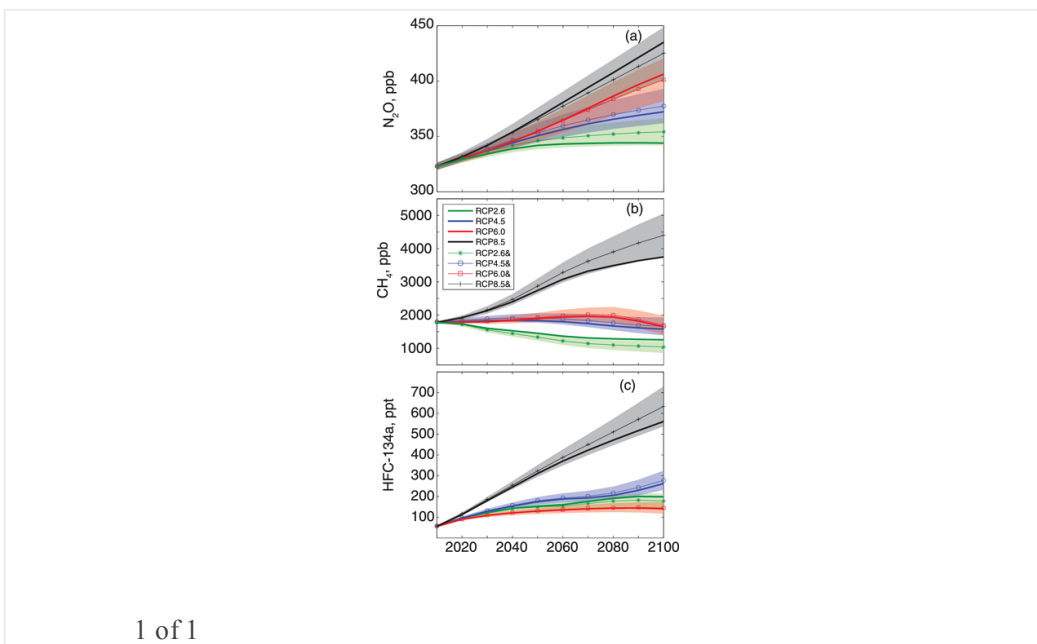 (a)
450
400
350
300
N₂O, ppb
(b)
5000
4000
3000
2000
1000
CH₄, ppb
RCP2.6
RCP4.5
RCP6.0
RCP8.5
RCP2.6&
RCP4.5&
RCP6.0&
RCP8.5&
(c)
700
600
500
400
300
200
100
HFC-134a, ppt
2020 2040 2060 2080 2100
1 of 1